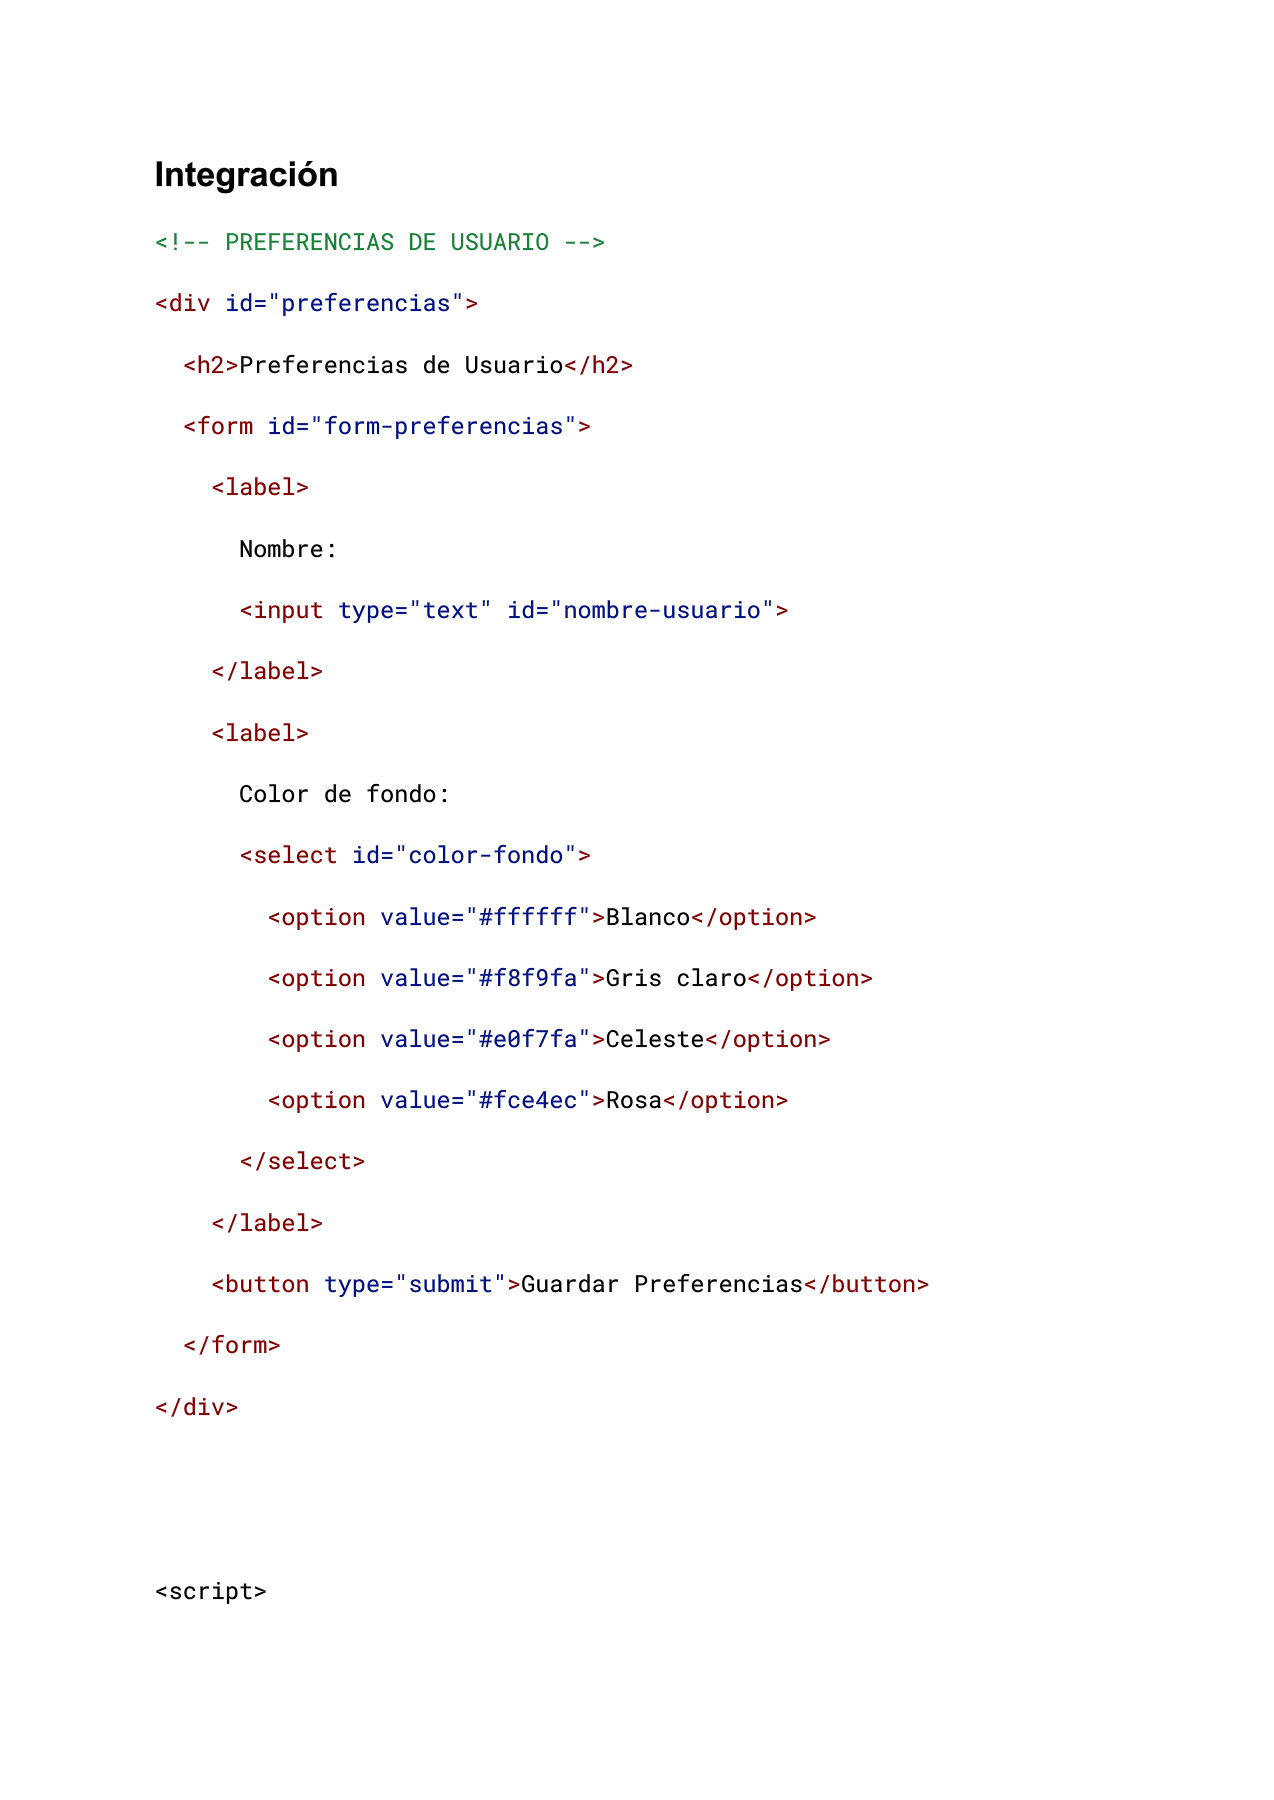 Integración
<!-- PREFERENCIAS DE USUARIO -->
<div id="preferencias">
  <h2>Preferencias de Usuario</h2>
  <form id="form-preferencias">
    <label>
      Nombre:
      <input type="text" id="nombre-usuario">
    </label>
    <label>
      Color de fondo:
      <select id="color-fondo">
        <option value="#ffffff">Blanco</option>
        <option value="#f8f9fa">Gris claro</option>
        <option value="#e0f7fa">Celeste</option>
        <option value="#fce4ec">Rosa</option>
      </select>
    </label>
    <button type="submit">Guardar Preferencias</button>
  </form>
</div>
<script>